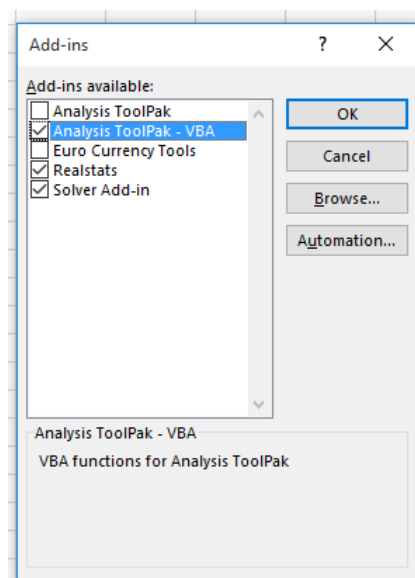 Add-ins
?
Add-ins available:
Analysis ToolPak
Analysis ToolPak - VBA
Euro Currency Tools
Realstats
Solver Add-in
OK
Cancel
Browse...
Automation...
Analysis ToolPak - VBA
VBA functions for Analysis ToolPak